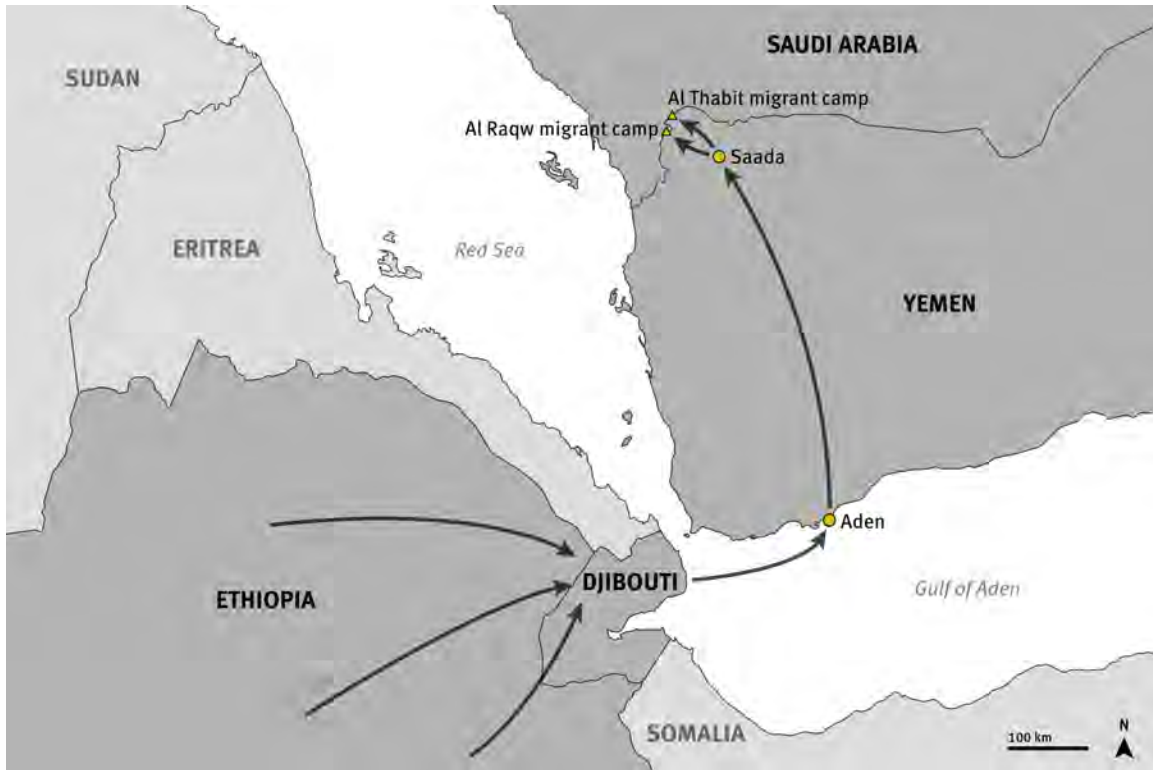 SAUDI ARABIA
SUDAN
Al Thabit migrant camp
Al Raqw migrant camp
Saada
ERITREA
Red Sea
YEMEN
Aden
DJIBOUTI
Gulf of Aden
ETHIOPIA
SOMALIA
N
100 km